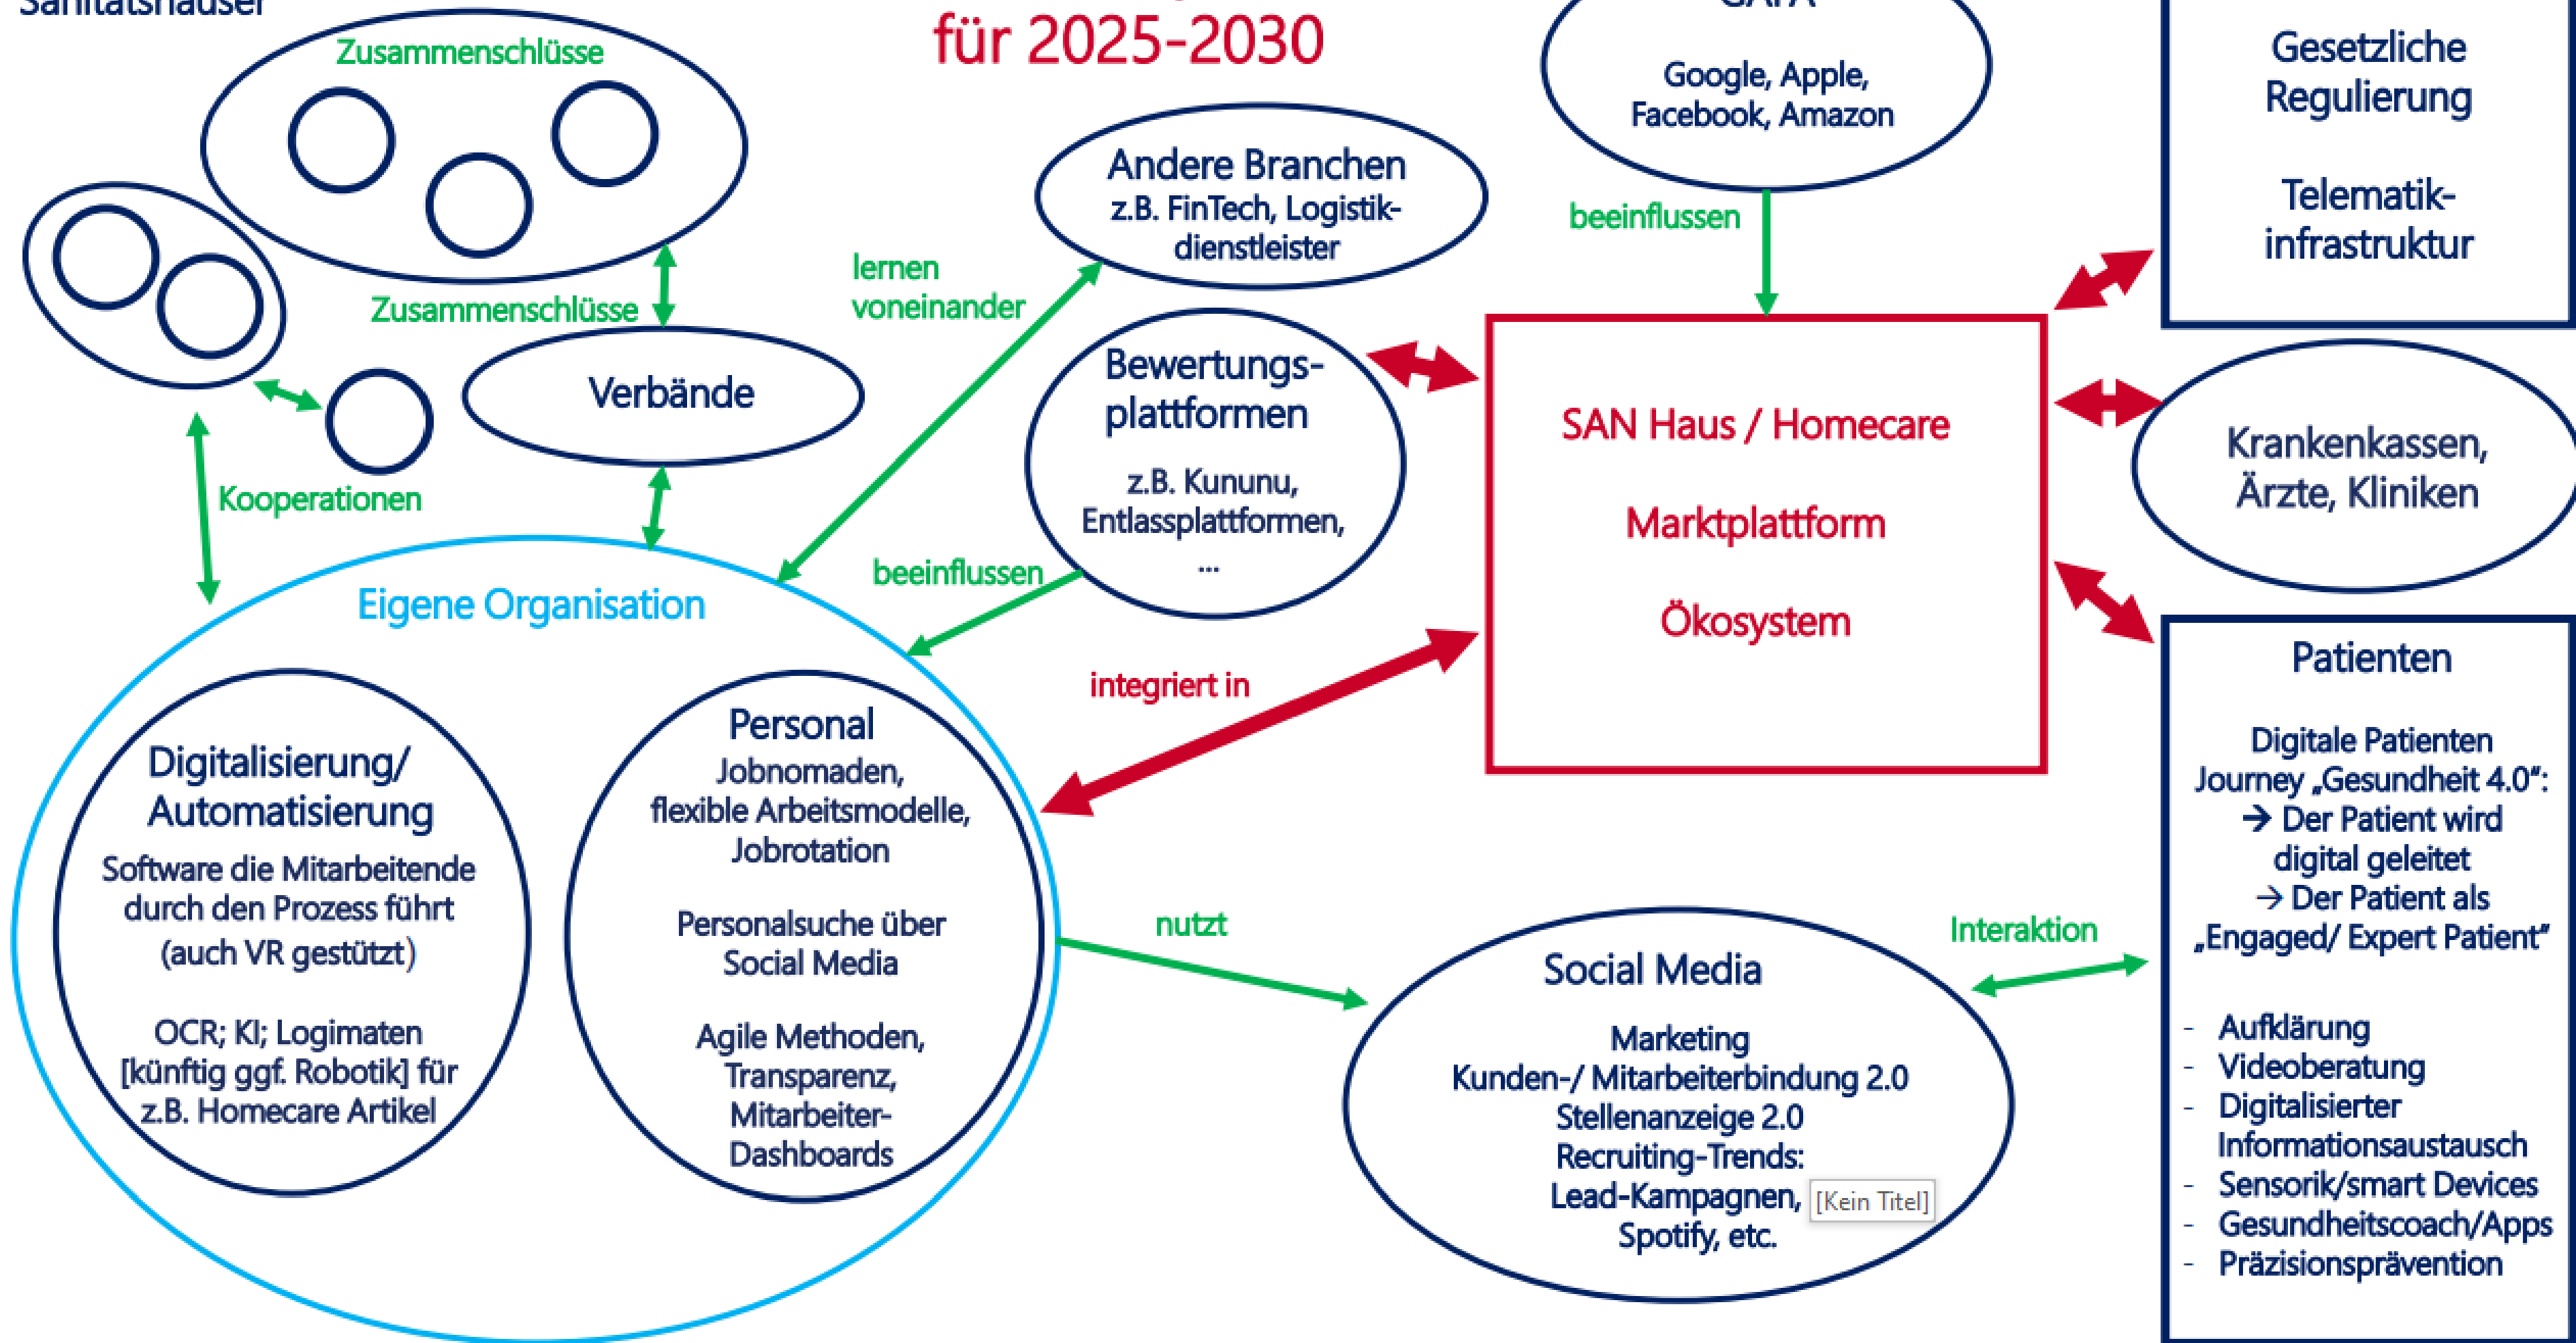 Sanitätshäuser
für 2025-2030
GAFA
Google, Apple,
Facebook, Amazon
Gesetzliche
Regulierung
Telematik-
infrastruktur
Zusammenschlüsse
Zusammenschlüsse
Verbände
Kooperationen
lernen
voneinander
Andere Branchen
z.B. FinTech, Logistik-
dienstleister
beeinflussen
Bewertungs-
plattformen
z.B. Kununu,
Entlassplattformen,
...
beeinflussen
SAN Haus / Homecare
Marktplattform
Ökosystem
Krankenkassen,
Ärzte, Kliniken
integriert in
Eigene Organisation
Digitalisierung/
Automatisierung
Software die Mitarbeitende
durch den Prozess führt
(auch VR gestützt)
OCR; KI; Logimaten
[künftig ggf. Robotik] für
z.B. Homecare Artikel
Personal
Jobnomaden,
flexible Arbeitsmodelle,
Jobrotation
Personalsuche über
Social Media
Agile Methoden,
Transparenz,
Mitarbeiter-
Dashboards
nutzt
Social Media
Marketing
Kunden-/ Mitarbeiterbindung 2.0
Stellenanzeige 2.0
Recruiting-Trends:
Lead-Kampagnen,
Spotify, etc.
[Kein Titel]
Interaktion
Patienten
Digitale Patienten
Journey „Gesundheit 4.0“:
→ Der Patient wird
digital geleitet
→ Der Patient als
„Engaged/ Expert Patient“
- Aufklärung
- Videoberatung
- Digitalisierter
Informationsaustausch
- Sensorik/smart Devices
- Gesundheitscoach/Apps
- Präzisionsprävention